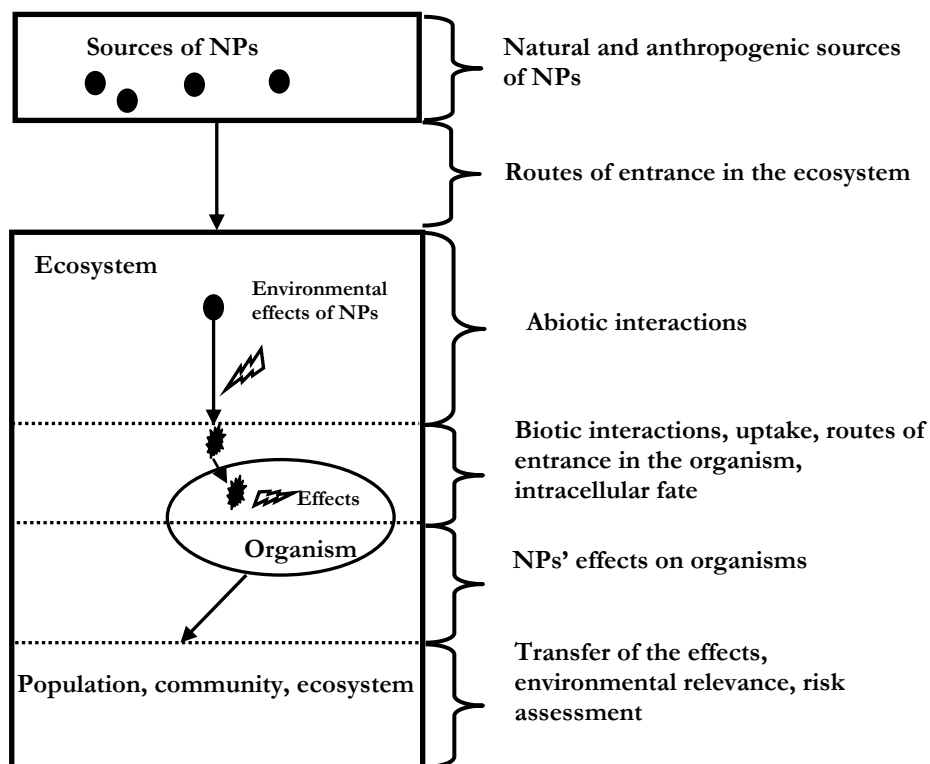 Sources of NPs
Natural and anthropogenic sources
of NPs
Routes of entrance in the ecosystem
Ecosystem
Environmental
effects of NPs
Abiotic interactions
Biotic interactions, uptake, routes of
entrance in the organism,
intracellular fate
Effects
Organism
NPs’ effects on organisms
Population, community, ecosystem
Transfer of the effects,
environmental relevance, risk
assessment